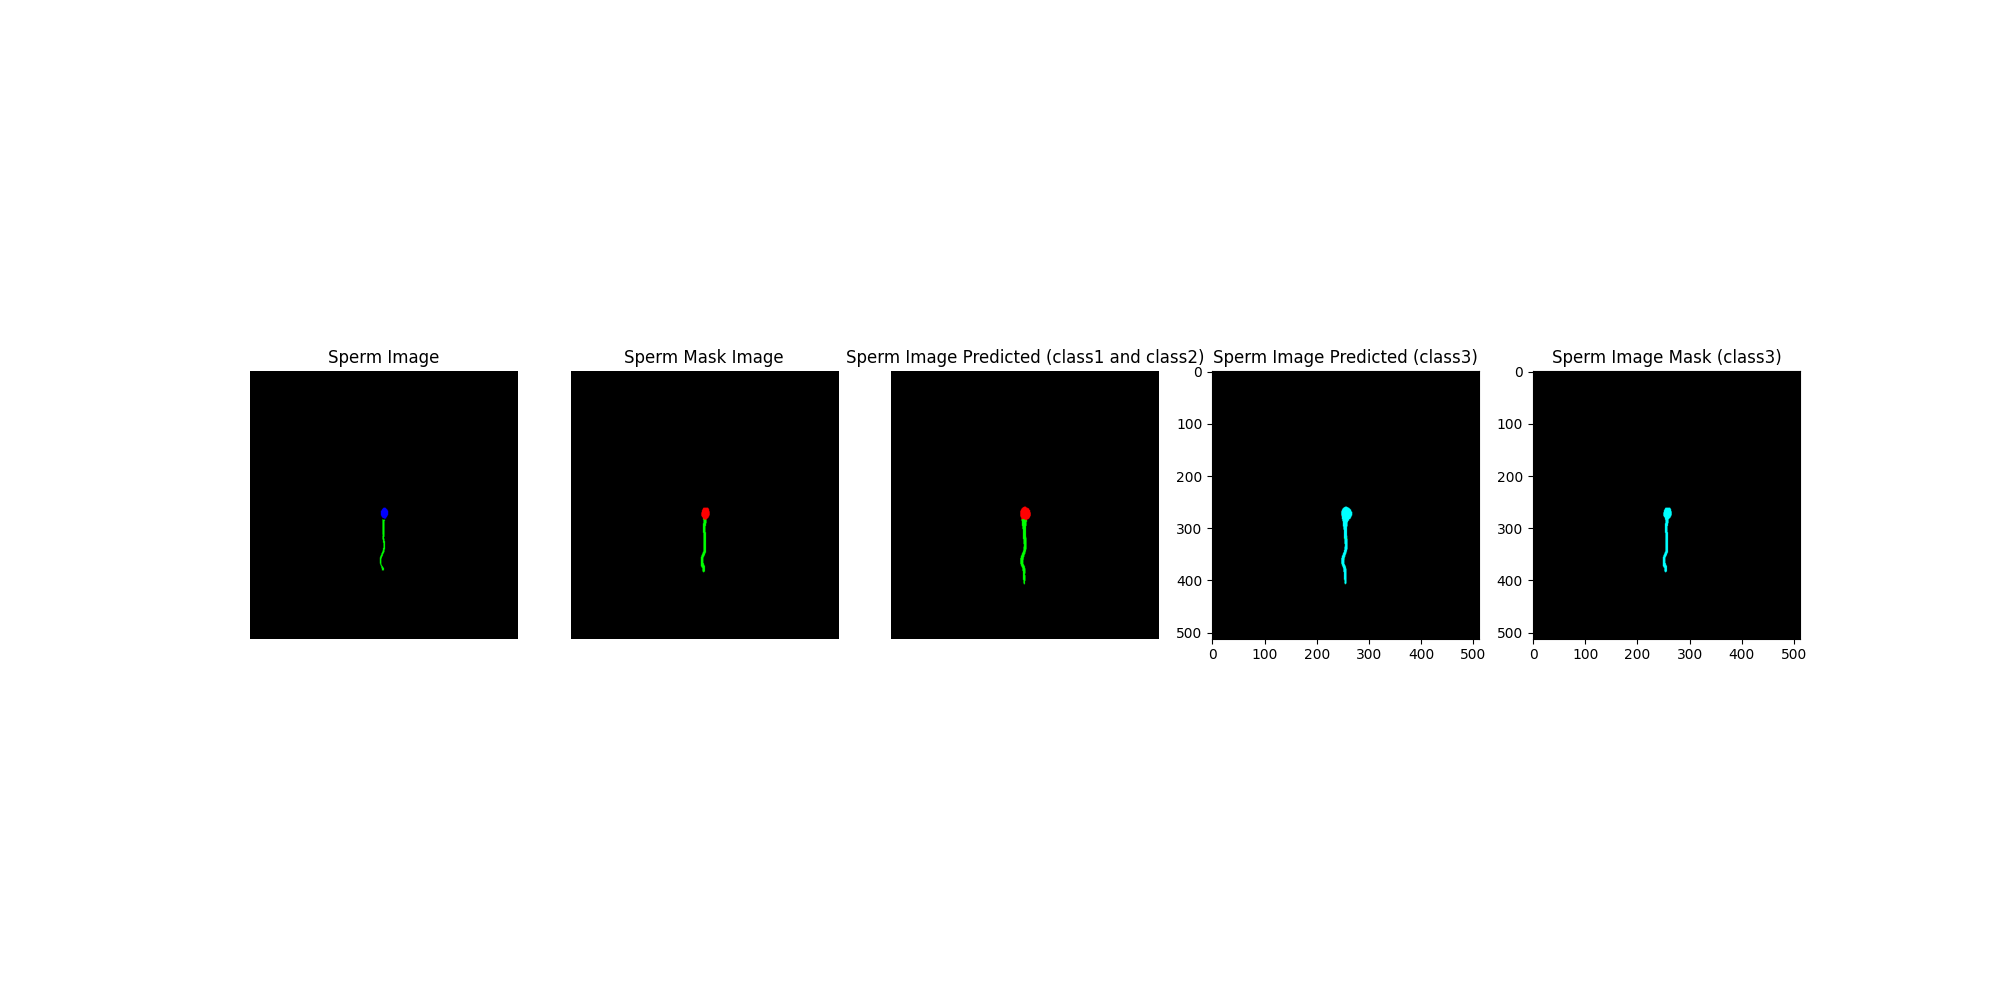 Sperm Image
Sperm Mask Image
Sperm Image Predicted (class1 and class2)
Sperm Image Predicted (class3)
Sperm Image Mask (class3)
0
100
200
300
400
500
0 100 200 300 400 500
0
100
200
300
400
500
0 100 200 300 400 500